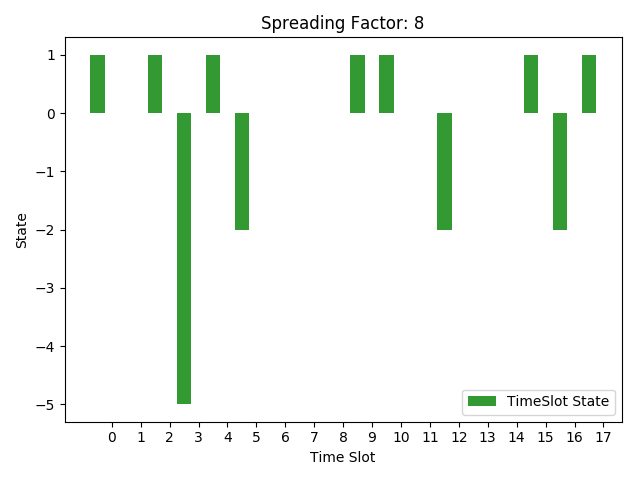 Spreading Factor: 8
1
0
−1
−2
−3
−4
−5
State
TimeSlot State
0 1 2 3 4 5 6 7 8 9 10 11 12 13 14 15 16 17
Time Slot